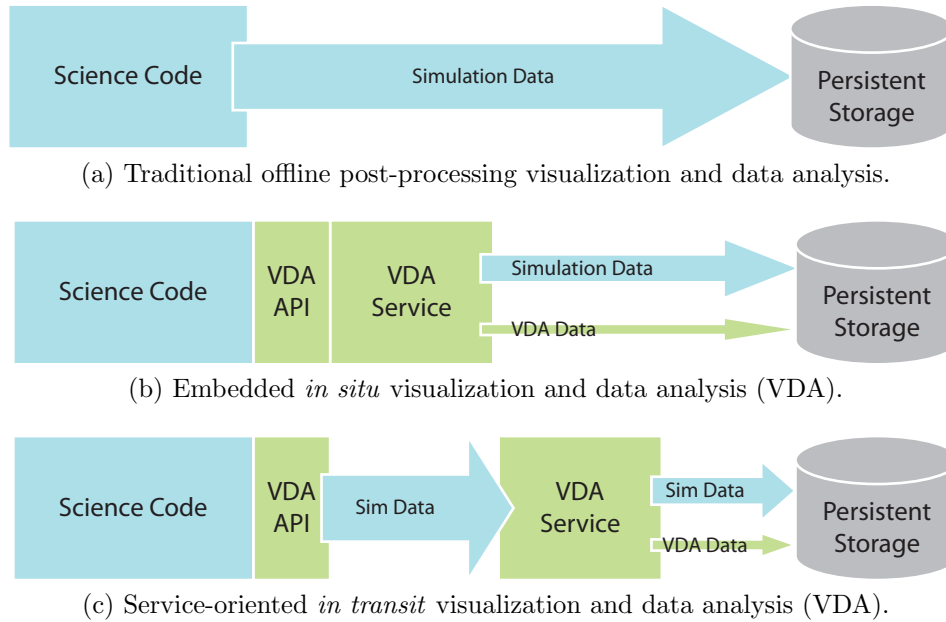 Science Code
Simulation Data
Persistent
Storage
(a) Traditional offline post-processing visualization and data analysis.
Science Code
VDA
API
VDA
Service
Simulation Data
VDA Data
Persistent
Storage
(b) Embedded in situ visualization and data analysis (VDA).
Science Code
VDA
API
Sim Data
VDA
Service
Sim Data
VDA Data
Persistent
Storage
(c) Service-oriented in transit visualization and data analysis (VDA).